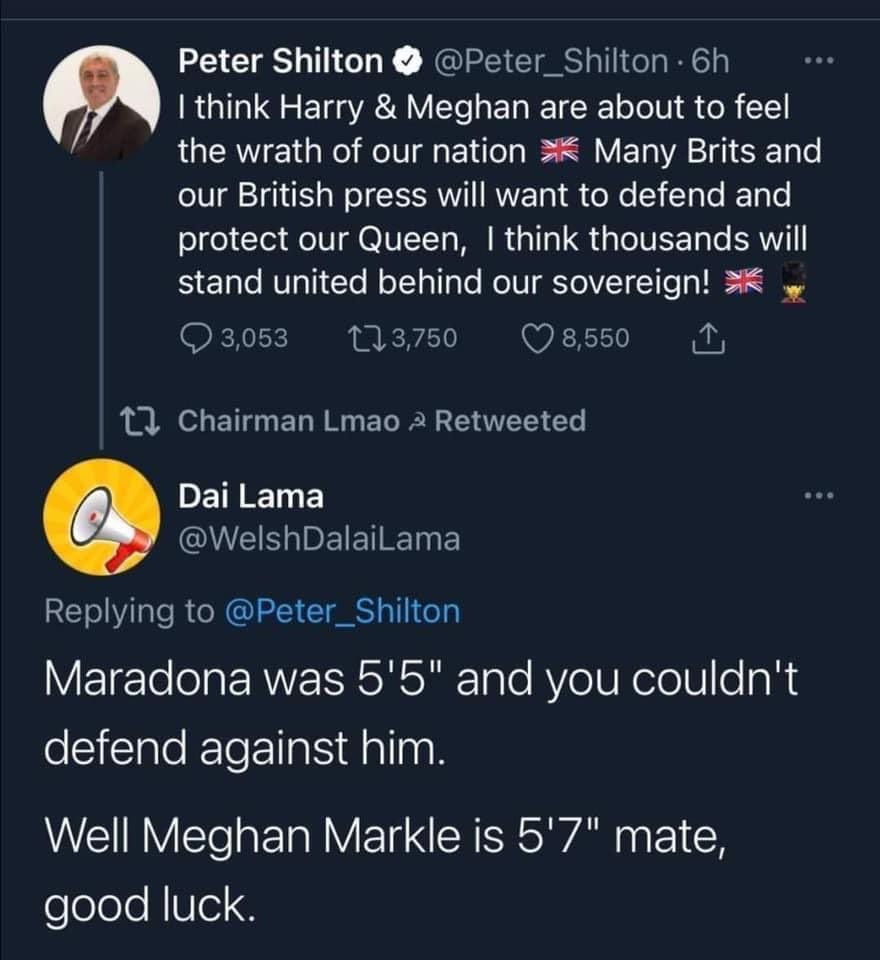 Peter Shilton @Peter_Shilton · 6h
I think Harry & Meghan are about to feel
the wrath of our nation 🇬🇧 Many Brits and
our British press will want to defend and
protect our Queen, I think thousands will
stand united behind our sovereign! 🇬🇧 💂
3,053 3,750 8,550
Chairman Lmao ☭ Retweeted
Dai Lama
@WelshDalaiLama
Replying to @Peter_Shilton
Maradona was 5'5" and you couldn't
defend against him.
Well Meghan Markle is 5'7" mate,
good luck.